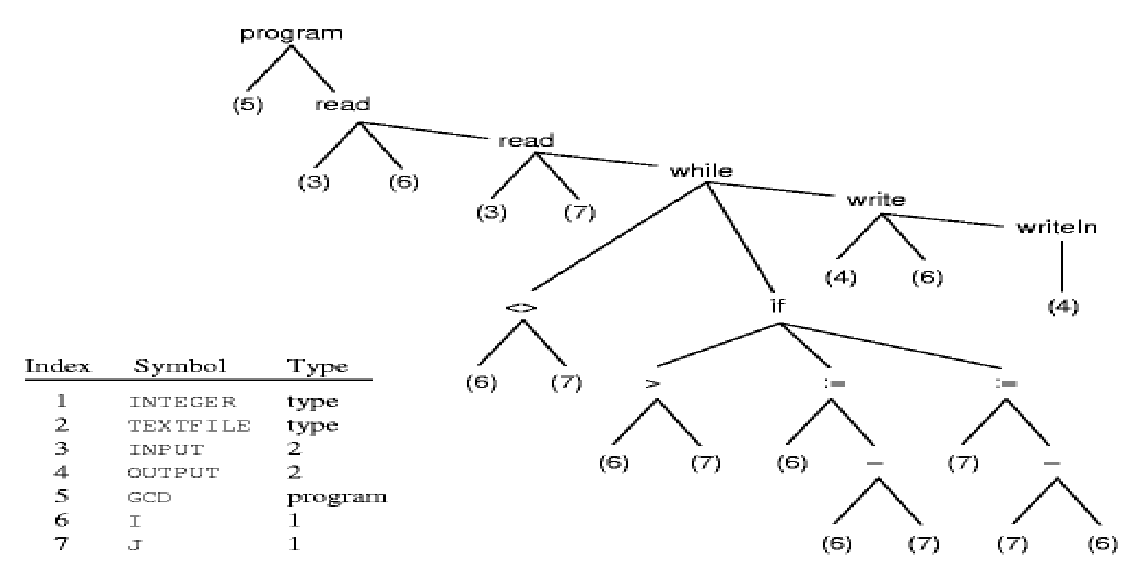 program
(5) read
read
(3) (6)
while
(3) (7)
write
writeln
(4) (6)
(4)
<> if
(6) (7)
> := :=
(6) (7) (6) − (7) −
(6) (7) (7) (6)
Index Symbol Type
1 INTEGER type
2 TEXTFILE type
3 INPUT 2
4 OUTPUT 2
5 GCD program
6 I 1
7 J 1